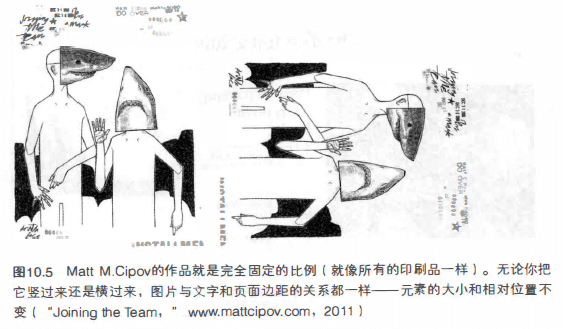 Joining
The
DO OVER
图10.5 Matt M.Cipov的作品就是完全固定的比例（就像所有的印刷品一样）。无论你把
它竖过来还是横过来，图片与文字和页面边距的关系都一样——元素的大小和相对位置不
变（“Joining the Team，” www.mattcipov.com，2011）